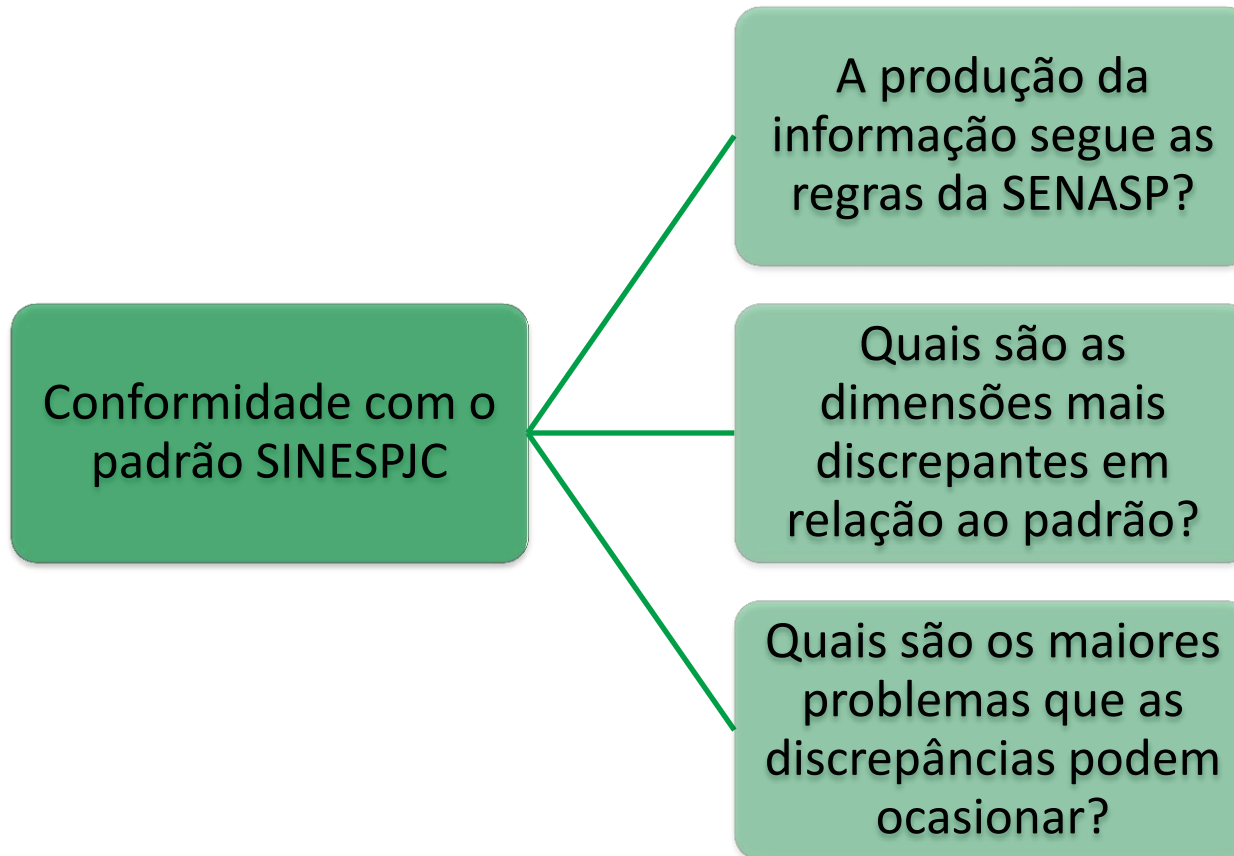 A produção da
informação segue as
regras da SENASP?
Conformidade com o
padrão SINESPJC
Quais são as
dimensões mais
discrepantes em
relação ao padrão?
Quais são os maiores
problemas que as
discrepâncias podem
ocasionar?